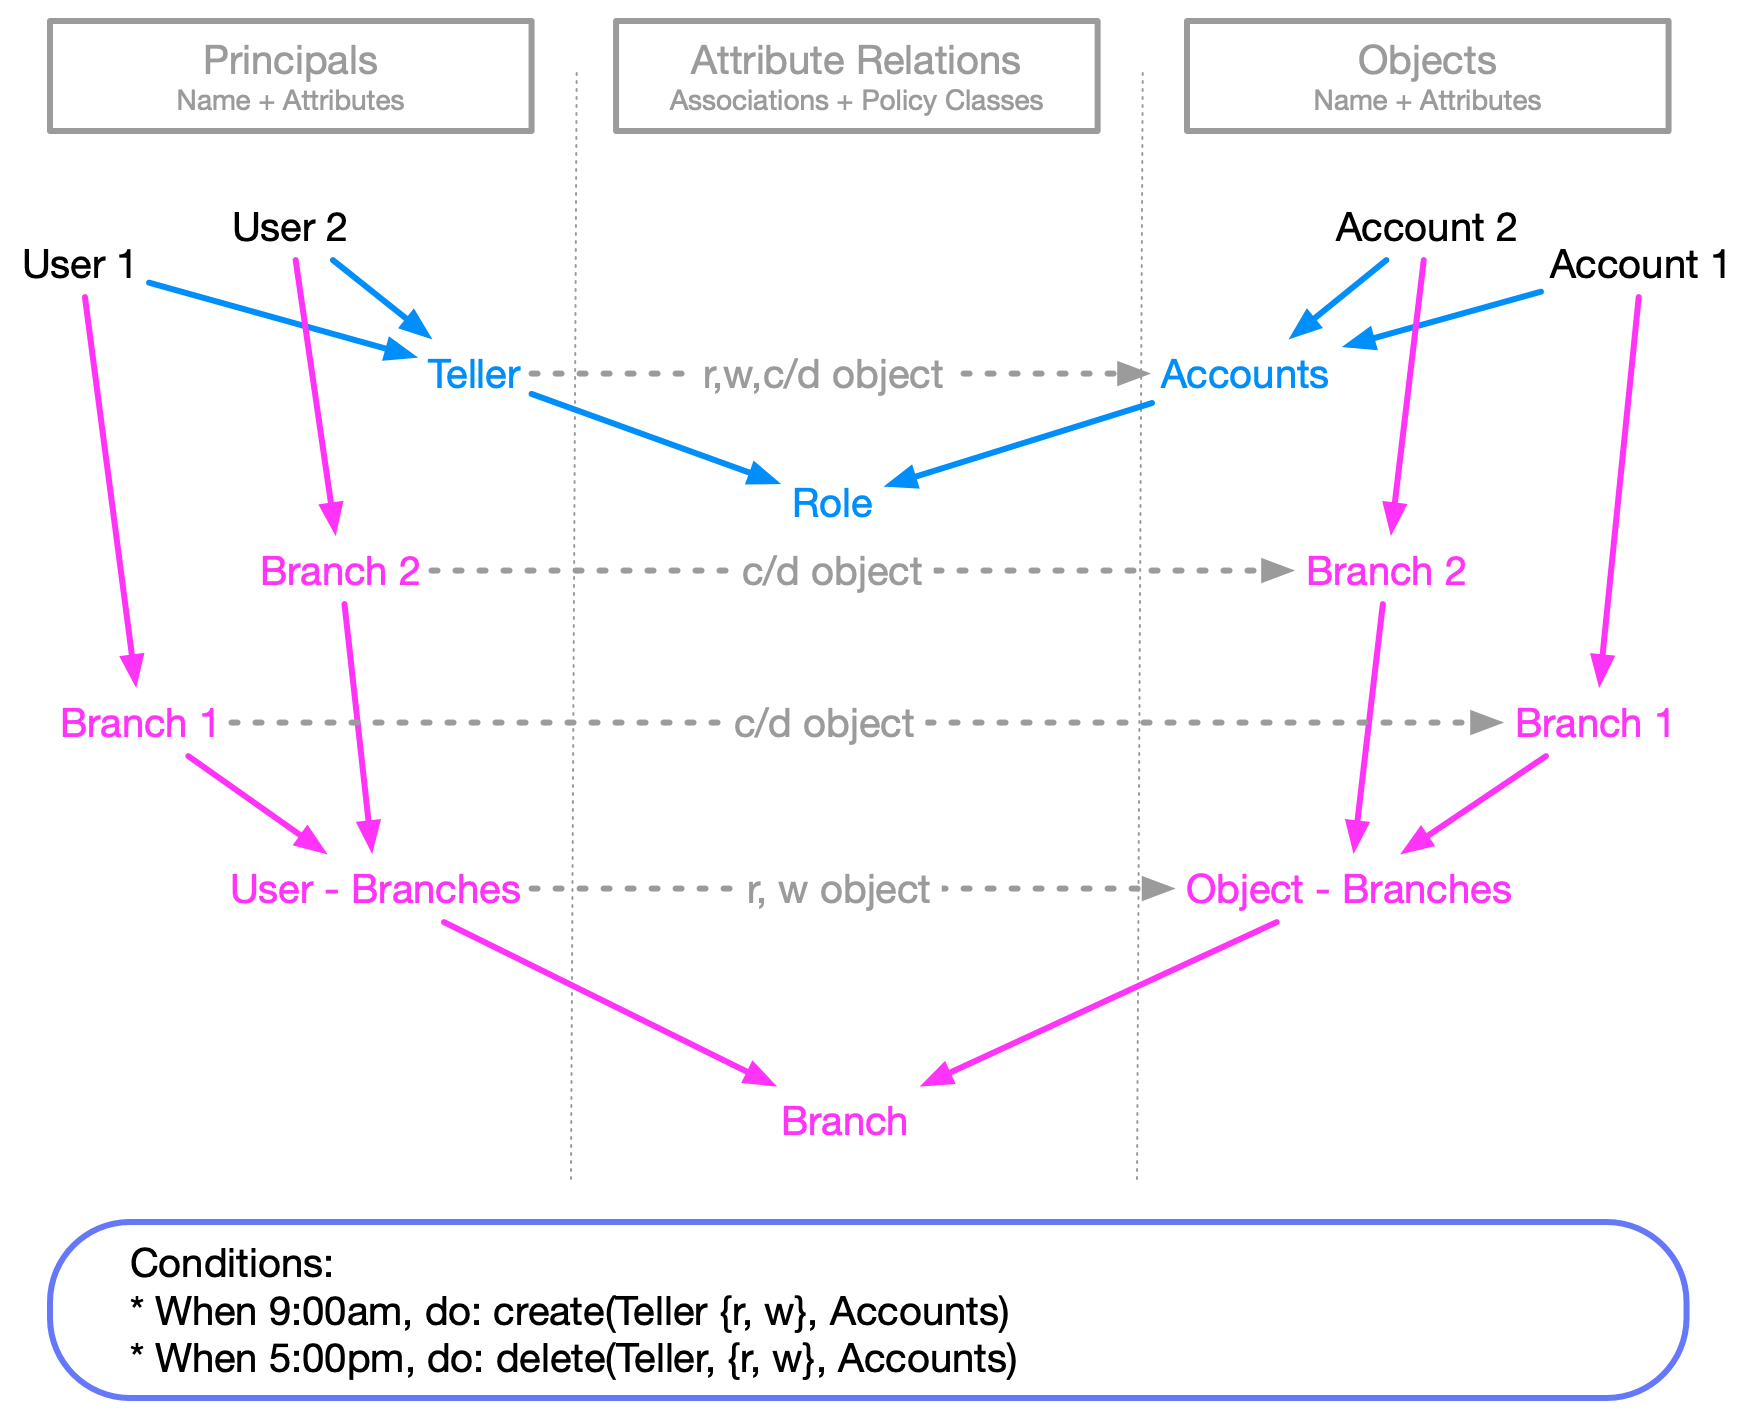 Principals
Name + Attributes
Attribute Relations
Associations + Policy Classes
Objects
Name + Attributes
User 2
Account 2
User 1
Account 1
Teller
r,w,c/d object
Accounts
Role
Branch 2
c/d object
Branch 2
Branch 1
c/d object
Branch 1
User - Branches
r, w object
Object - Branches
Branch
Conditions:
* When 9:00am, do: create(Teller {r, w}, Accounts)
* When 5:00pm, do: delete(Teller, {r, w}, Accounts)